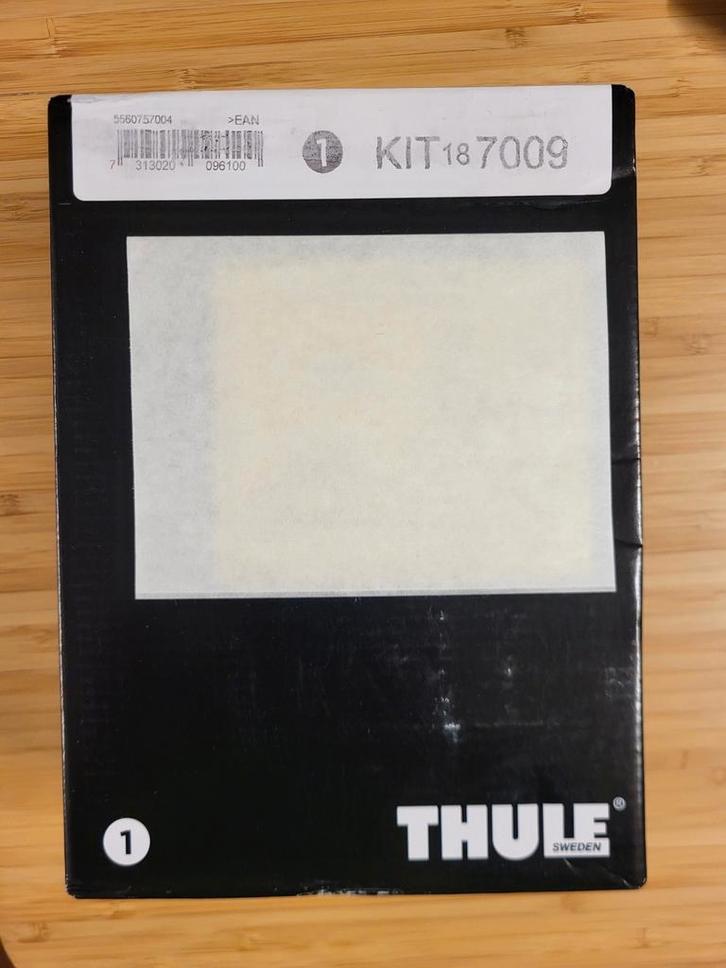 5560757004 >EAN
7 313020 096100
1 KIT 18 7009
1
THULE®
SWEDEN